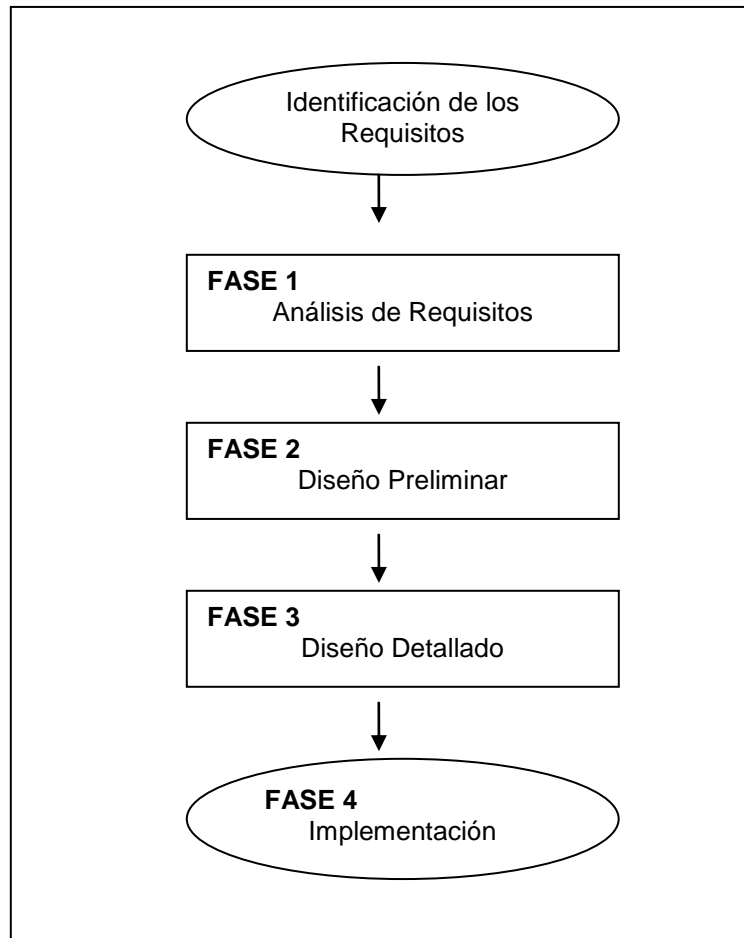 Identificación de los
Requisitos
FASE 1
Análisis de Requisitos
FASE 2
Diseño Preliminar
FASE 3
Diseño Detallado
FASE 4
Implementación